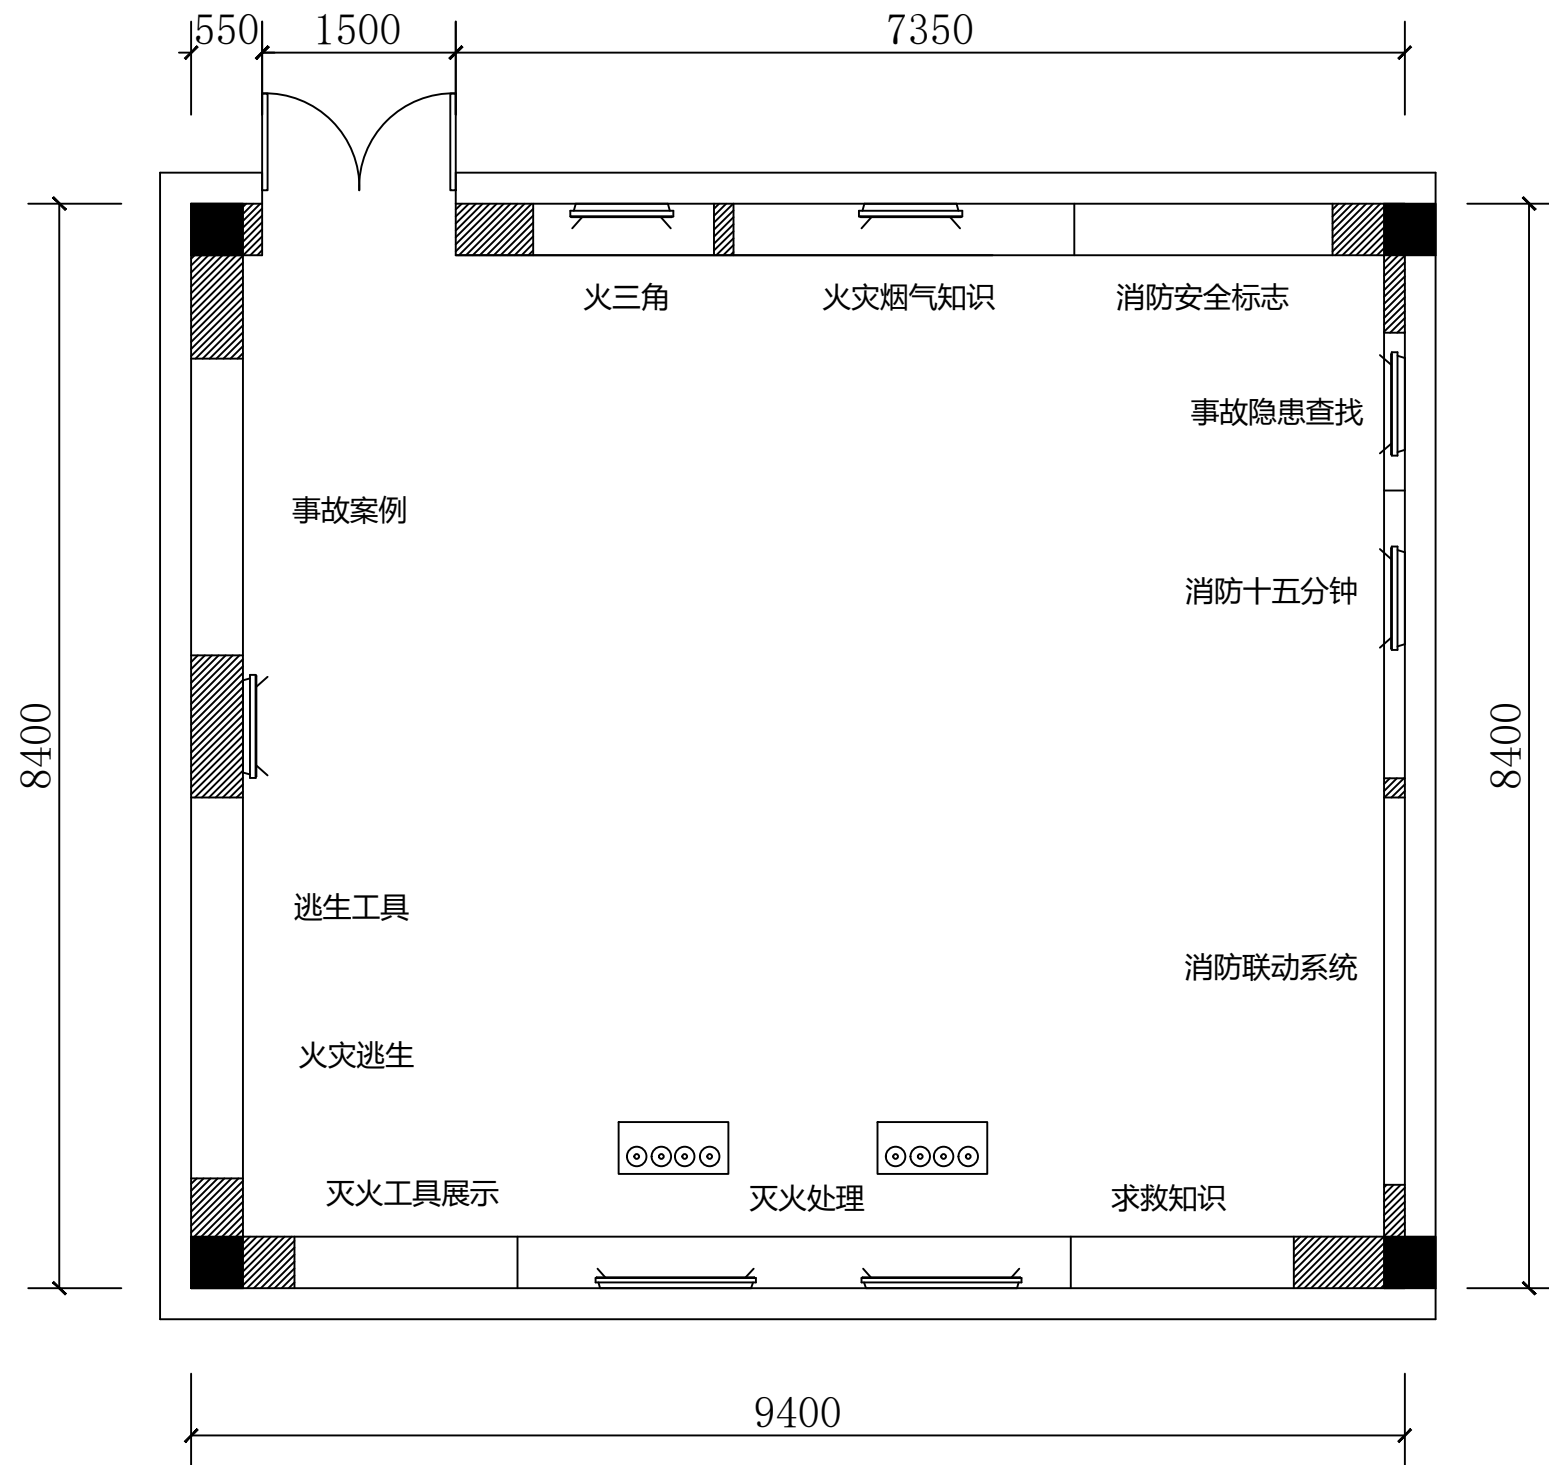 550
1500
7350
火三角
火灾烟气知识
消防安全标志
事故隐患查找
事故案例
消防十五分钟
8400
8400
逃生工具
消防联动系统
火灾逃生
灭火工具展示
灭火处理
求救知识
9400